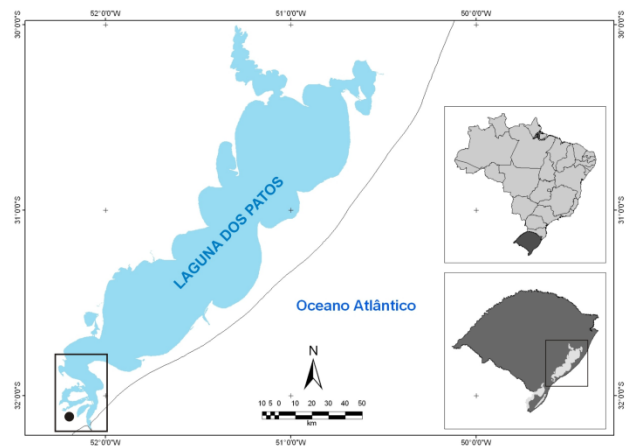 52°0'0"W
51°0'0"W
50°0'0"W
30°0'0"S
30°0'0"S
LAGUNA DOS PATOS
31°0'0"S
31°0'0"S
Oceano Atlântico
N
10 5 0 10 20 30 40 50
km
32°0'0"S
32°0'0"S
52°0'0"W
51°0'0"W
50°0'0"W